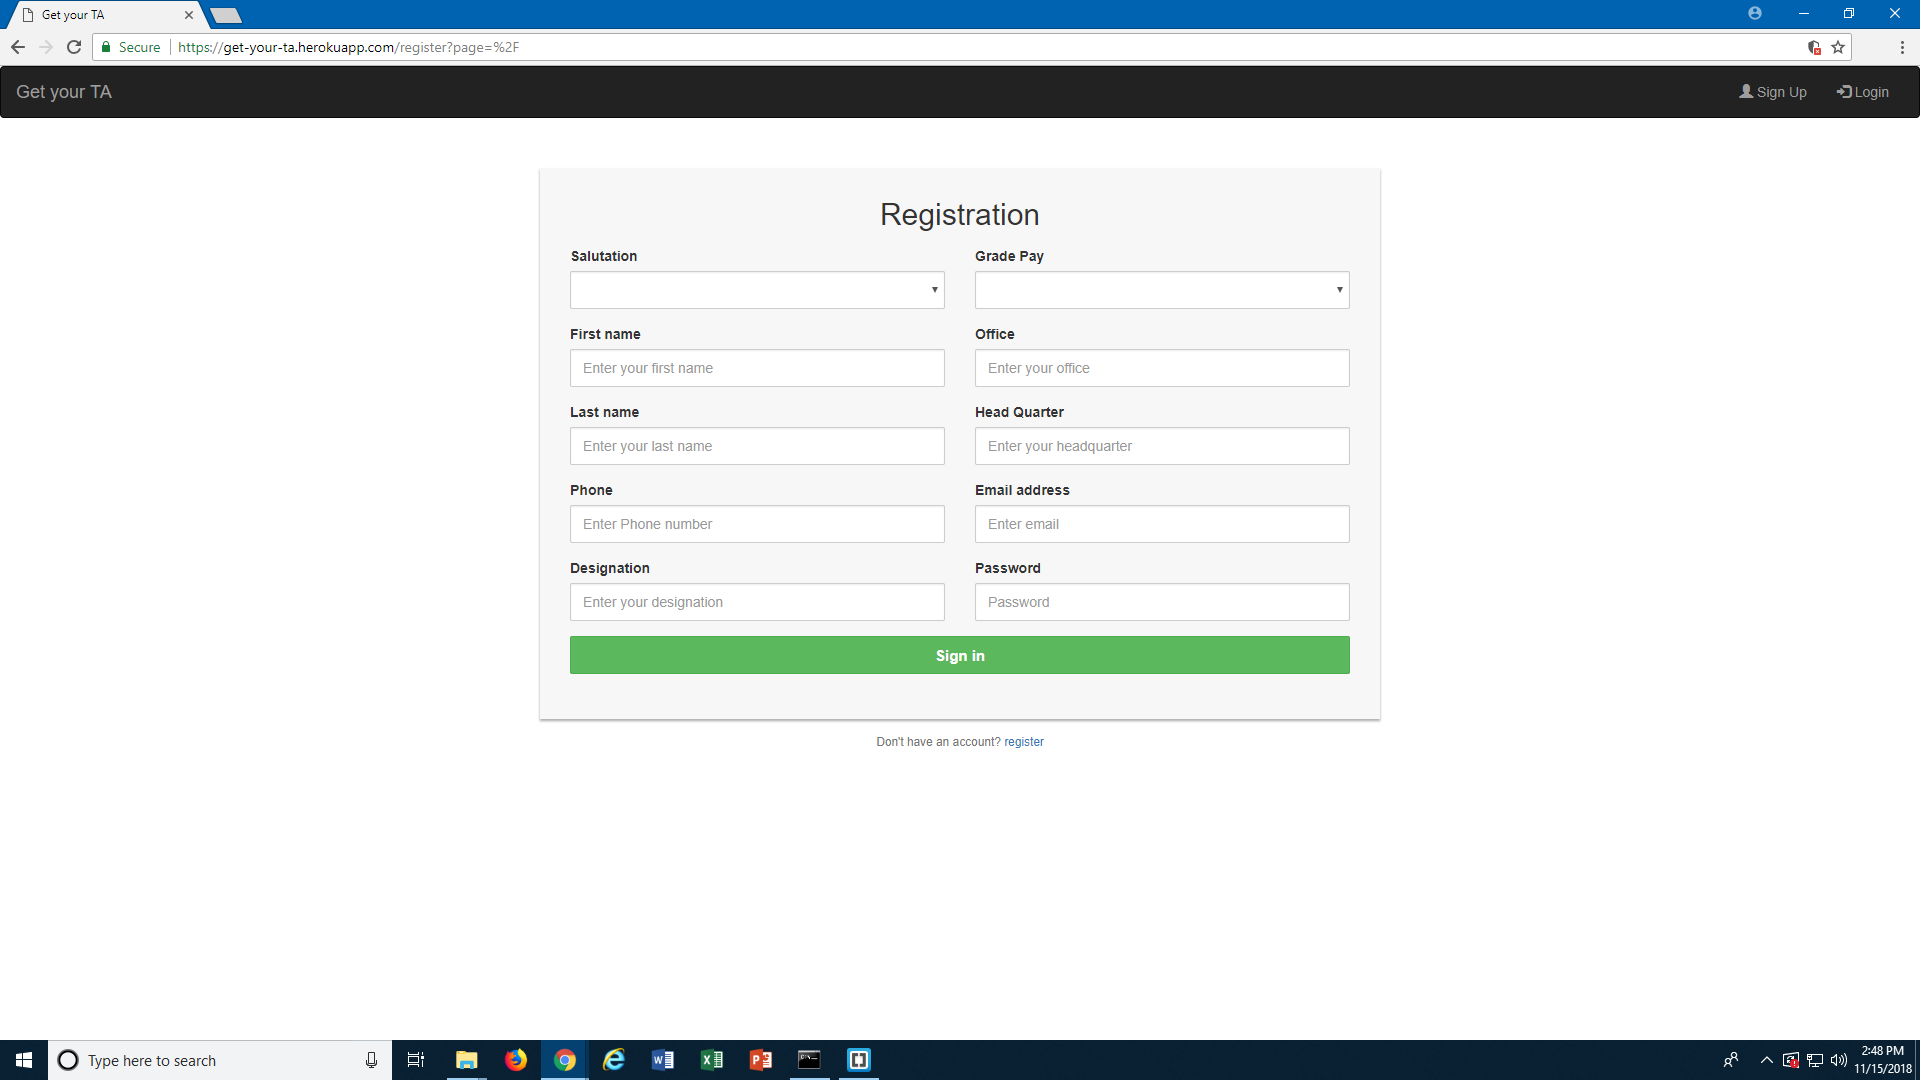 Get your TA
Secure https://get-your-ta.herokuapp.com/register?page=%2F
Get your TA
Sign Up Login
Registration
Salutation Grade Pay
First name Office
Enter your first name Enter your office
Last name Head Quarter
Enter your last name Enter your headquarter
Phone Email address
Enter Phone number Enter email
Designation Password
Enter your designation Password
Sign in
Don't have an account? register
Type here to search
2:48 PM
11/15/2018